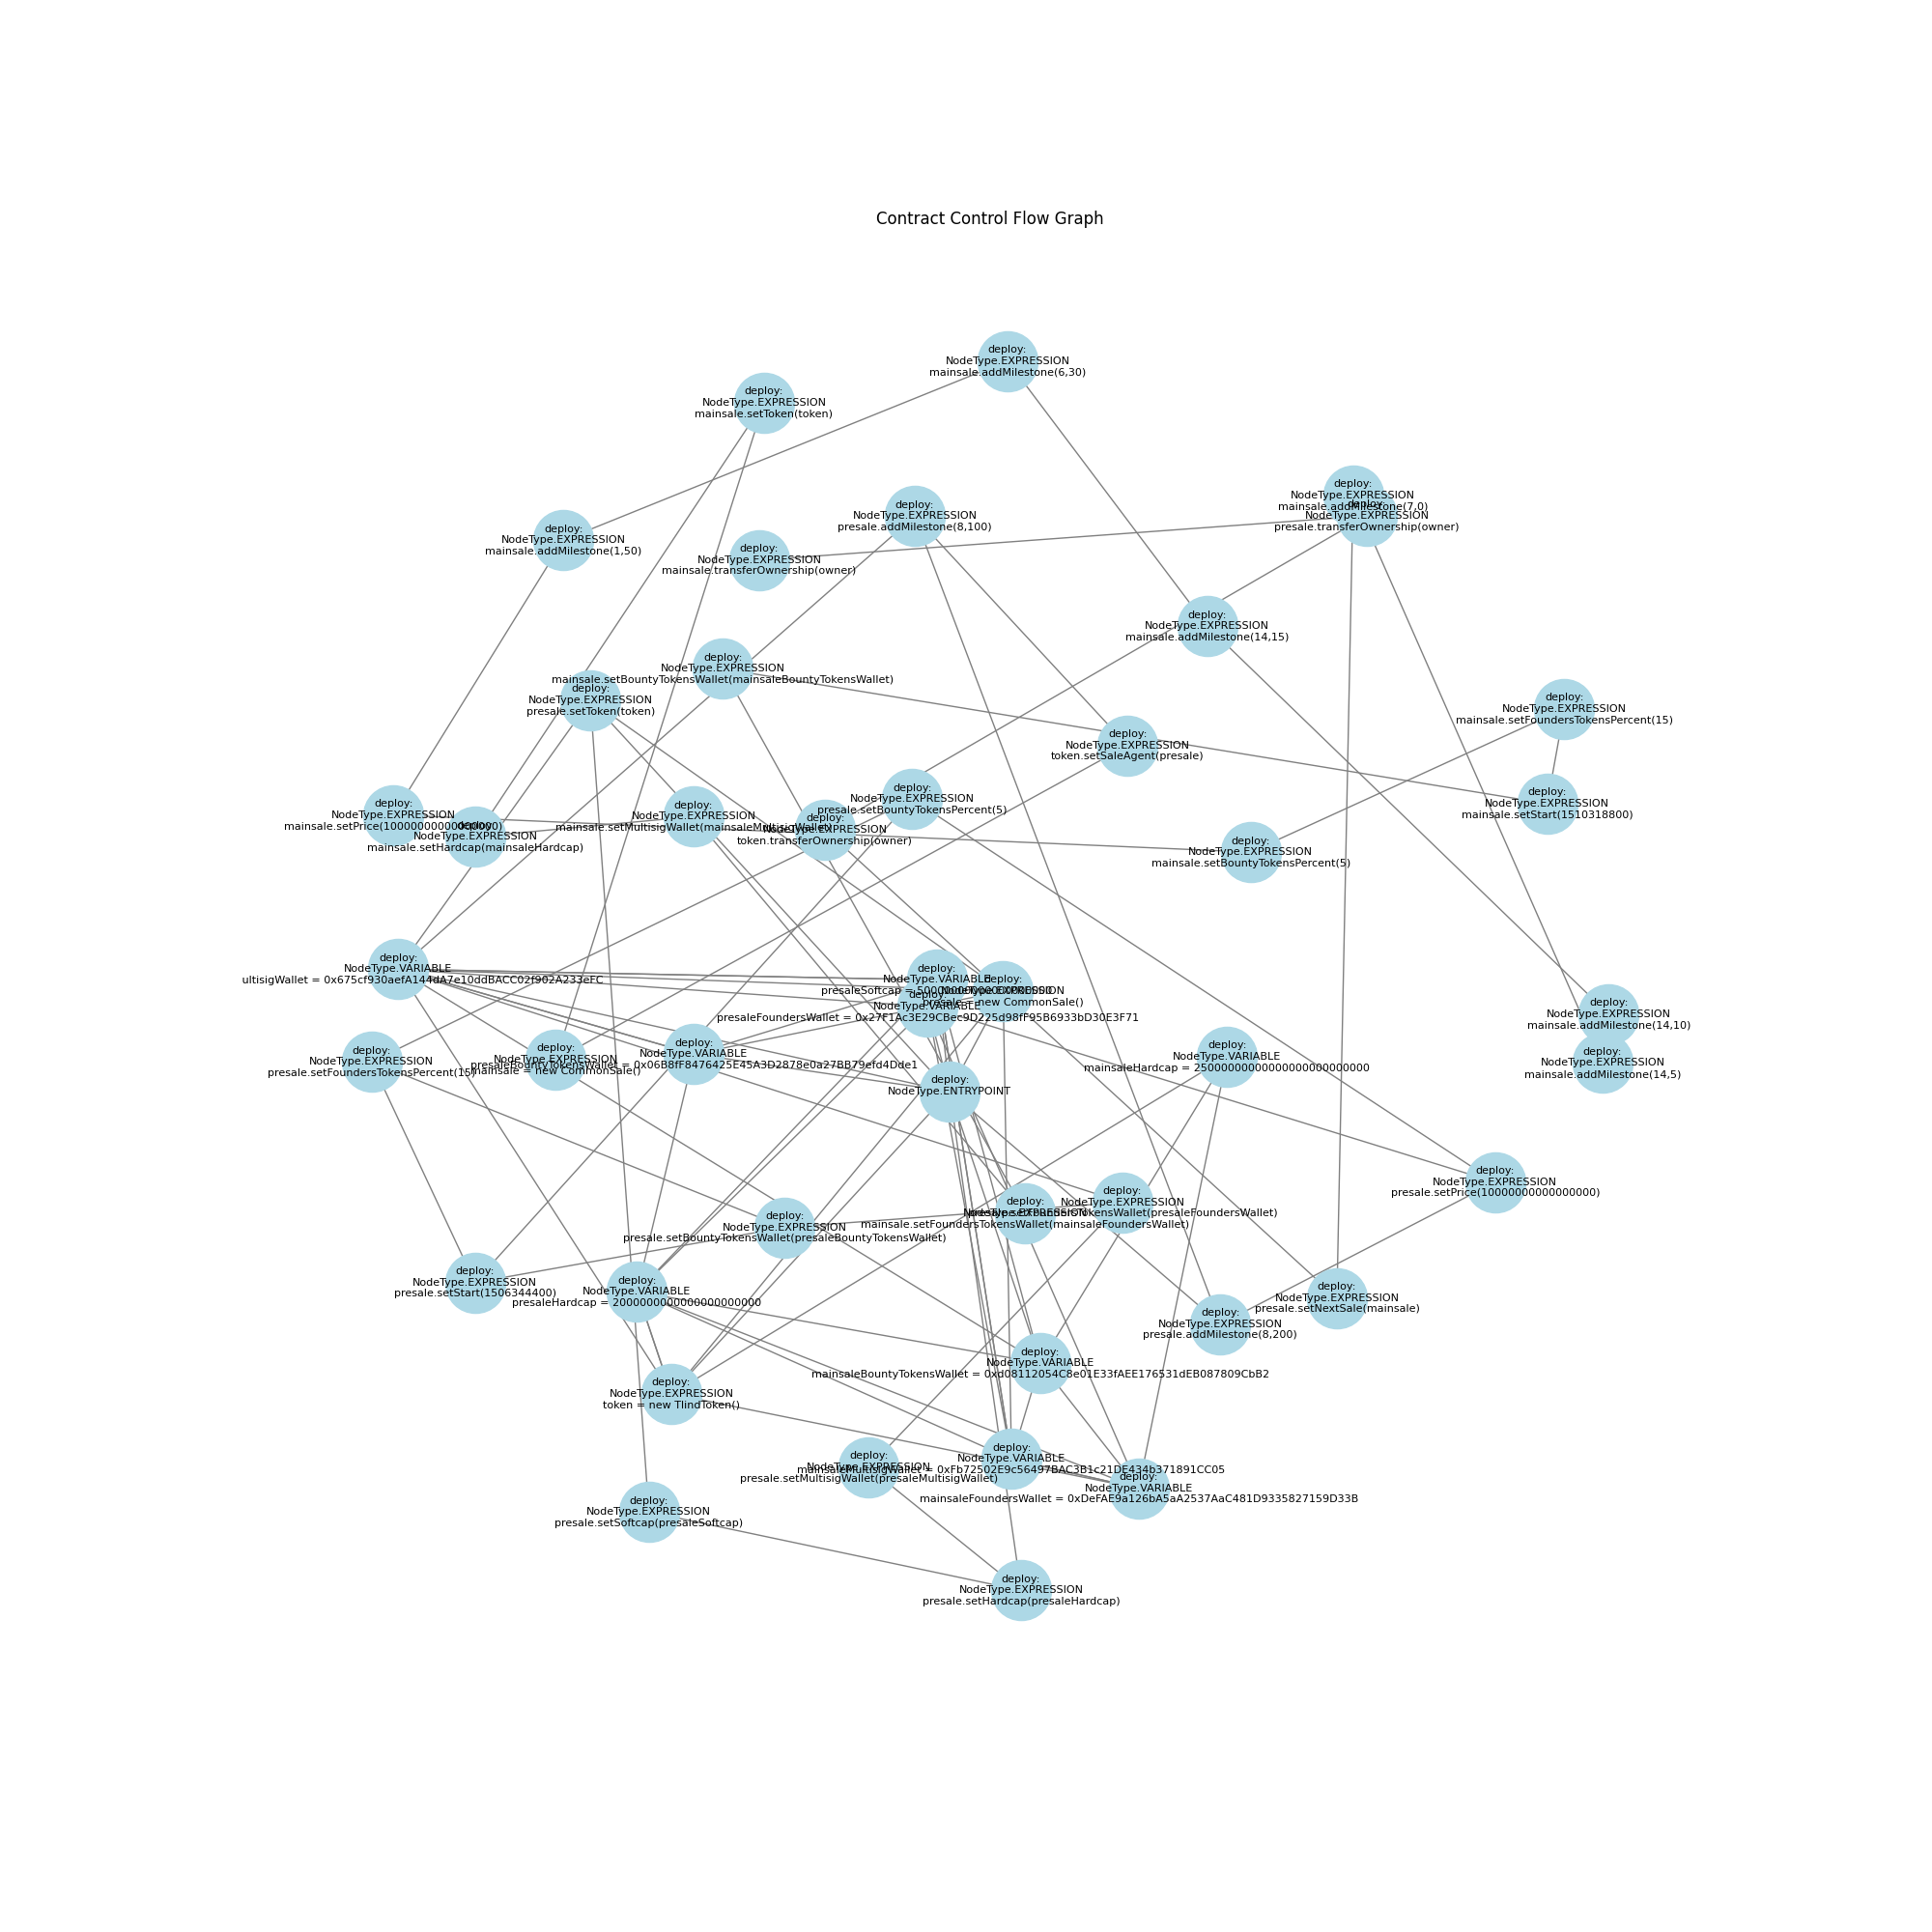 Contract Control Flow Graph
deploy:
NodeType.EXPRESSION
mainsale.addMilestone(6,30)
deploy:
NodeType.EXPRESSION
mainsale.setToken(token)
deploy:
NodeType.EXPRESSION
mainsale.addMilestone(7,0)
deploy:
NodeType.EXPRESSION
presale.transferOwnership(owner)
deploy:
NodeType.EXPRESSION
presale.addMilestone(8,100)
deploy:
NodeType.EXPRESSION
mainsale.addMilestone(1,50)
deploy:
NodeType.EXPRESSION
mainsale.transferOwnership(owner)
deploy:
NodeType.EXPRESSION
mainsale.addMilestone(14,15)
deploy:
NodeType.EXPRESSION
mainsale.setBountyTokensWallet(mainsaleBountyTokensWallet)
deploy:
NodeType.EXPRESSION
presale.setToken(token)
deploy:
NodeType.EXPRESSION
mainsale.setFoundersTokensPercent(15)
deploy:
NodeType.EXPRESSION
token.setSaleAgent(presale)
deploy:
NodeType.EXPRESSION
presale.setBountyTokensPercent(5)
deploy:
NodeType.EXPRESSION
mainsale.setStart(1510318800)
deploy:
NodeType.EXPRESSION
deploy:
NodeType.EXPRESSION
mainsale.setHardcap(mainsaleHardcap)
deploy:
NodeType.EXPRESSION
mainsale.setMultisigWallet(mainsaleMultisigWallet)
deploy:
NodeType.EXPRESSION
token.transferOwnership(owner)
deploy:
NodeType.EXPRESSION
mainsale.setBountyTokensPercent(5)
deploy:
NodeType.VARIABLE
ultisigWallet = 0x675cf930aefA144dA7e10ddBACC02f902A233eFC
deploy:
NodeType.VARIABLE
deploy:
NodeType.EXPRESSION
presale = new CommonSale()
deploy:
NodeType.VARIABLE
presaleFoundersWallet = 0x27F1Ac3E29CBec9D225d98fF95B6933bD30E3F71
deploy:
NodeType.EXPRESSION
mainsale.addMilestone(14,10)
deploy:
NodeType.EXPRESSION
mainsale.addMilestone(14,5)
deploy:
NodeType.EXPRESSION
presale.setFoundersTokensPercent(15)
deploy:
NodeType.EXPRESSION
mainsale = new CommonSale()
deploy:
NodeType.VARIABLE
presaleBountyTokensWallet = 0x06B8fF8476425E45A3D2878e0a27BB79efd4Dde1
deploy:
NodeType.ENTRYPOINT
deploy:
NodeType.VARIABLE
mainsaleHardcap = 25000000000000000000000000
deploy:
NodeType.EXPRESSION
presale.setPrice(10000000000000000)
deploy:
NodeType.EXPRESSION
mainsale.setFoundersTokensWallet(mainsaleFoundersWallet)
deploy:
NodeType.EXPRESSION
presale.setFoundersTokensWallet(presaleFoundersWallet)
deploy:
NodeType.EXPRESSION
presale.setBountyTokensWallet(presaleBountyTokensWallet)
deploy:
NodeType.EXPRESSION
presale.setStart(1506344400)
deploy:
NodeType.VARIABLE
deploy:
NodeType.EXPRESSION
presale.setNextSale(mainsale)
deploy:
NodeType.EXPRESSION
presale.addMilestone(8,200)
deploy:
NodeType.VARIABLE
mainsaleBountyTokensWallet = 0xd08112054C8e01E33fAEE176531dEB087809CbB2
deploy:
NodeType.EXPRESSION
token = new TlindToken()
deploy:
NodeType.VARIABLE
mainsaleMultisigWallet = 0xFb72502E9c56497BAC3B1c21DE434b371891CC05
deploy:
NodeType.EXPRESSION
presale.setMultisigWallet(presaleMultisigWallet)
deploy:
NodeType.VARIABLE
mainsaleFoundersWallet = 0xDeFAE9a126bA5aA2537AaC481D9335827159D33B
deploy:
NodeType.EXPRESSION
presale.setSoftcap(presaleSoftcap)
deploy:
NodeType.EXPRESSION
presale.setHardcap(presaleHardcap)